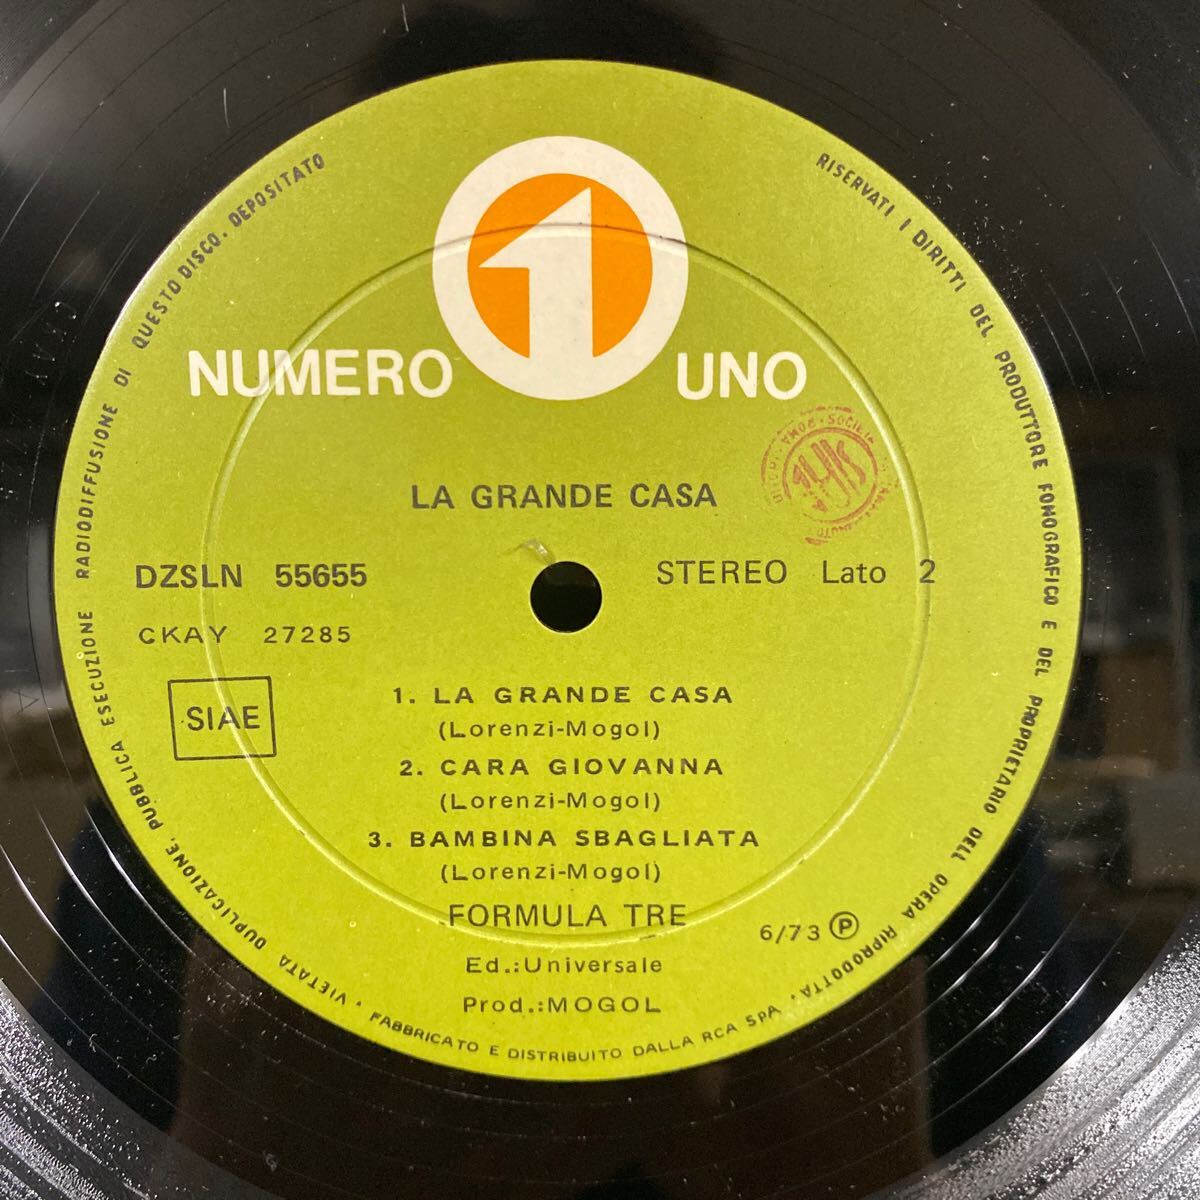 NUMERO 1 UNO
LA GRANDE CASA
DZSLN 55655
STEREO Lato 2
CKAY 27285
SIAE
1. LA GRANDE CASA
(Lorenzi-Mogol)
2. CARA GIOVANNA
(Lorenzi-Mogol)
3. BAMBINA SBAGLIATA
(Lorenzi-Mogol)
FORMULA TRE
6/73 Ⓟ
Ed.:Universale
Prod.:MOGOL
RISERVATI I DIRITTI DEL PRODUTTORE FONOGRAFICO E DEL PROPRIETARIO DELL OPERA RIPRODOTTA. VIETATA DUPLICAZIONE, PUBBLICA ESECUZIONE RADIODIFFUSIONE DI QUESTO DISCO. DEPOSITATO
FABBRICATO E DISTRIBUITO DALLA RCA SpA
ROMA · SOCIETA